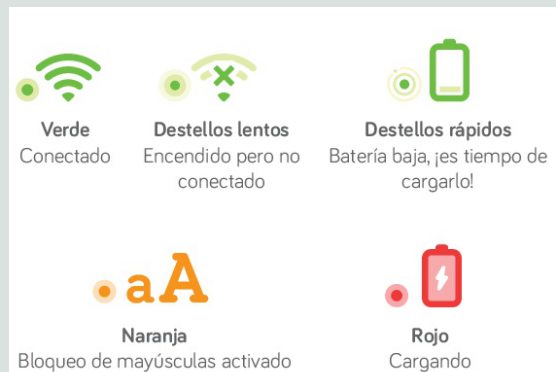 Verde
Conectado
Destellos lentos
Encendido pero no
conectado
Destellos rápidos
Batería baja, ¡es tiempo de
cargarlo!
aA
Naranja
Bloqueo de mayúsculas activado
Rojo
Cargando